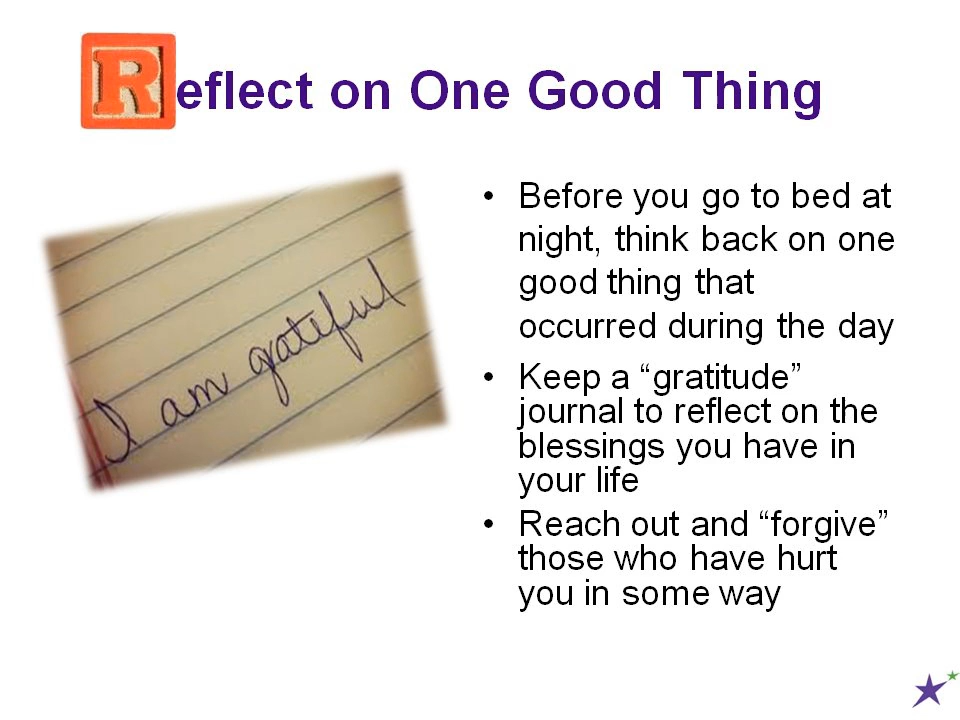 Reflect on One Good Thing
I am grateful
• Before you go to bed at
night, think back on one
good thing that
occurred during the day
• Keep a “gratitude”
journal to reflect on the
blessings you have in
your life
• Reach out and “forgive”
those who have hurt
you in some way